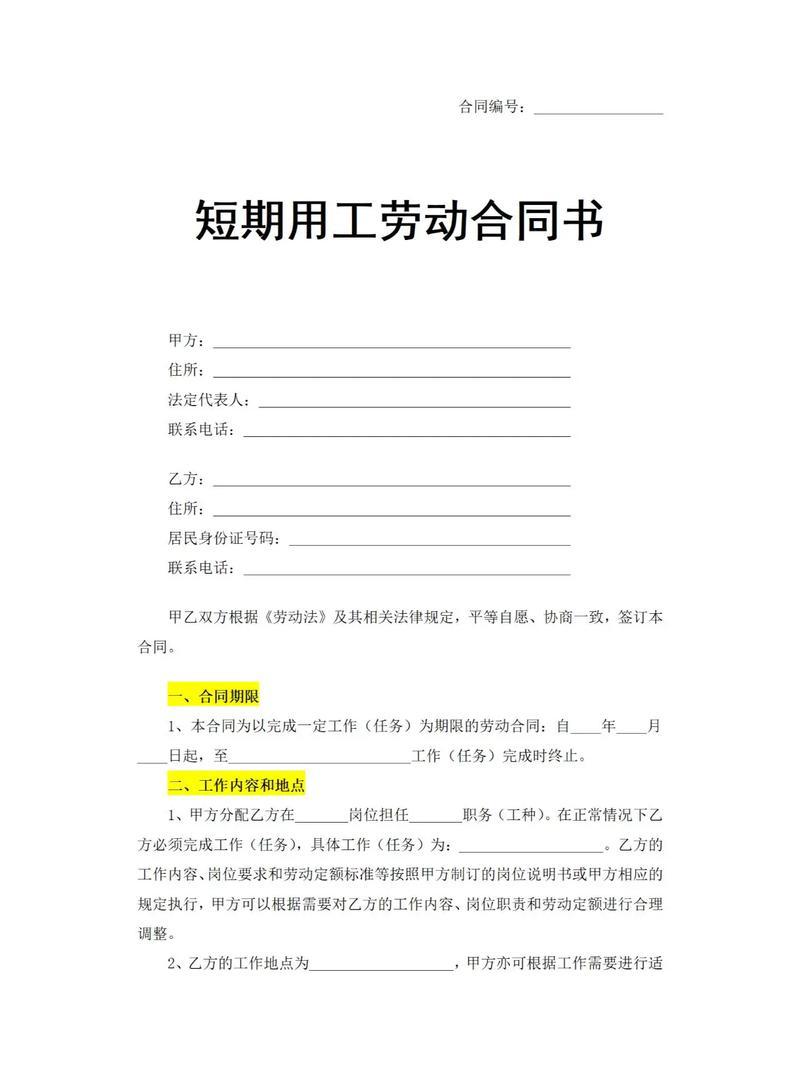 合同编号：_________________
短期用工劳动合同书
甲方：_______________________________________________
住所：_______________________________________________
法定代表人：_________________________________________
联系电话：___________________________________________
乙方：_______________________________________________
住所：_______________________________________________
居民身份证号码：_____________________________________
联系电话：___________________________________________
甲乙双方根据《劳动法》及其相关法律规定，平等自愿、协商一致，签订本
合同。
一、合同期限
1、本合同为以完成一定工作（任务）为期限的劳动合同：自____年____月
____日起，至________________________工作（任务）完成时终止。
二、工作内容和地点
1、甲方分配乙方在_______岗位担任_______职务（工种）。在正常情况下乙
方必须完成工作（任务），具体工作（任务）为：___________________。乙方的
工作内容、岗位要求和劳动定额标准等按照甲方制订的岗位说明书或甲方相应的
规定执行，甲方可以根据需要对乙方的工作内容、岗位职责和劳动定额进行合理
调整。
2、乙方的工作地点为___________________，甲方亦可根据工作需要进行适